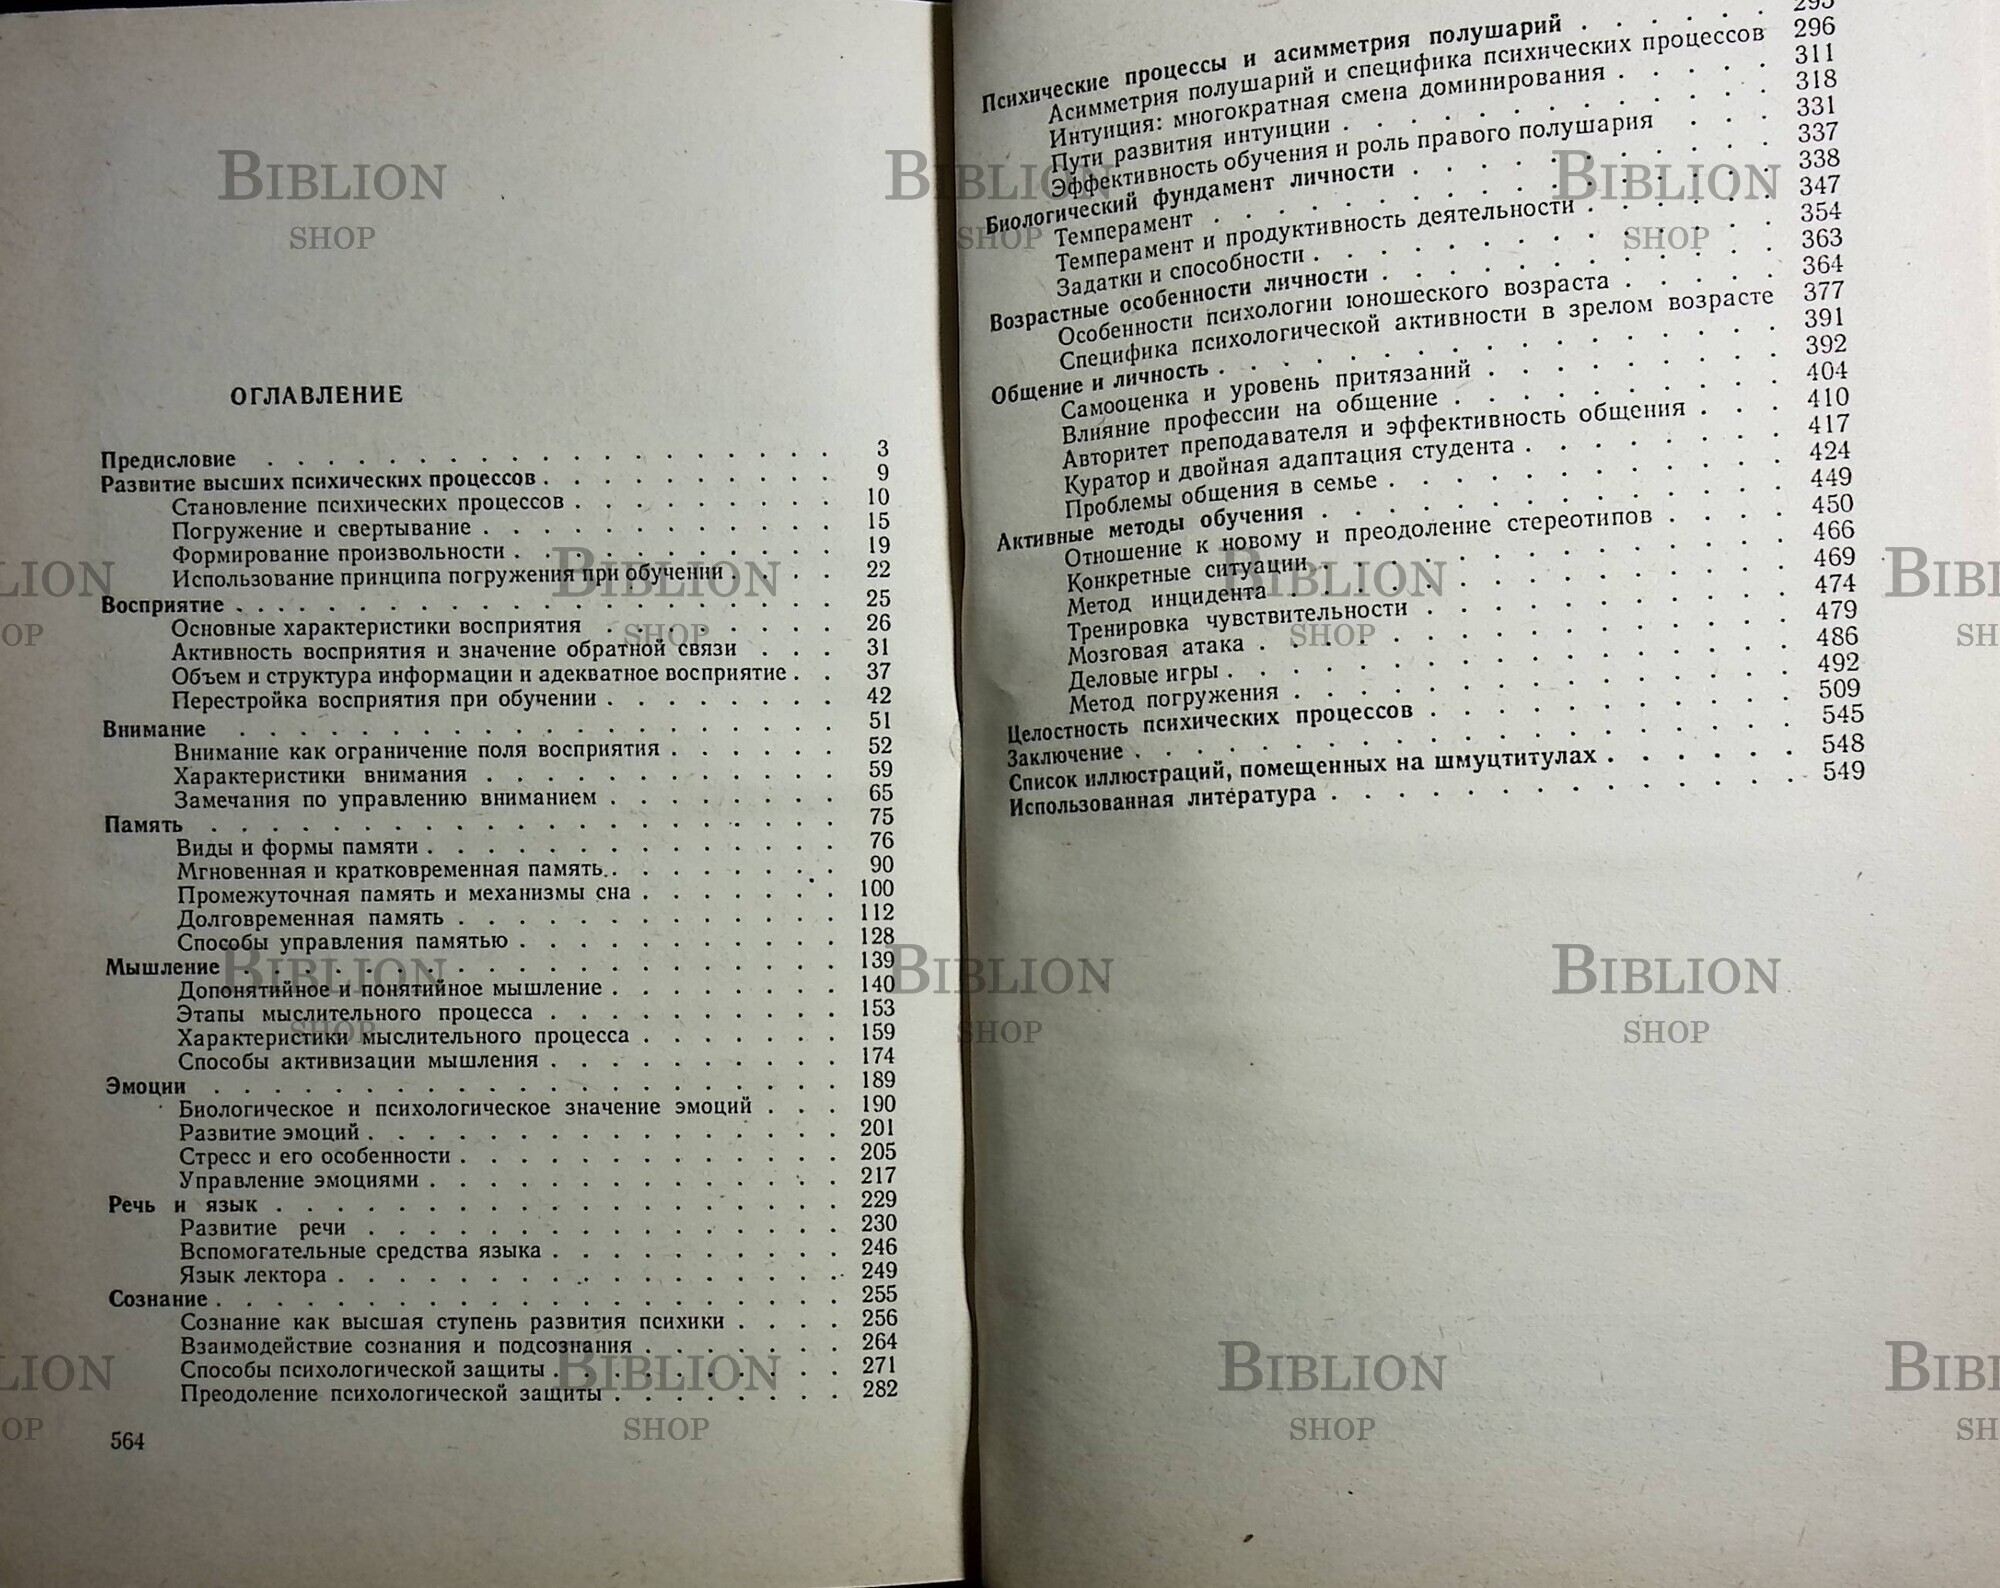 ОГЛАВЛЕНИЕ
Предисловие . . . . . . . . . . 3
Развитие высших психических процессов . . . . . . . . . . 9
Становление психических процессов . . . . . . . . . 10
Погружение и свертывание . . . . . . . . . . 15
Формирование произвольности . . . . . . . . . . 19
Использование принципа погружения при обучении . . . . 22
Восприятие . . . . . . . . . . 25
Основные характеристики восприятия . . . . . . . . 26
Активность восприятия и значение обратной связи . . . 31
Объем и структура информации и адекватное восприятие . . 37
Перестройка восприятия при обучении . . . . . . . . 42
Внимание . . . . . . . . . . 51
Внимание как ограничение поля восприятия . . . . . . 52
Характеристики внимания . . . . . . . . . . 59
Замечания по управлению вниманием . . . . . . . . 65
Память . . . . . . . . . . 75
Виды и формы памяти . . . . . . . . . . 76
Мгновенная и кратковременная память . . . . . . . . 90
Промежуточная память и механизмы сна . . . . . . . 100
Долговременная память . . . . . . . . . . 112
Способы управления памятью . . . . . . . . . . 128
Мышление . . . . . . . . . . 139
Допонятийное и понятийное мышление . . . . . . . . 140
Этапы мыслительного процесса . . . . . . . . . . 153
Характеристики мыслительного процесса . . . . . . . 159
Способы активизации мышления . . . . . . . . . . 174
Эмоции . . . . . . . . . . 189
Биологическое и психологическое значение эмоций . . . 190
Развитие эмоций . . . . . . . . . . 201
Стресс и его особенности . . . . . . . . . . 205
Управление эмоциями . . . . . . . . . . 217
Речь и язык . . . . . . . . . . 229
Развитие речи . . . . . . . . . . 230
Вспомогательные средства языка . . . . . . . . . . 246
Язык лектора . . . . . . . . . . 249
Сознание . . . . . . . . . . 255
Сознание как высшая ступень развития психики . . . . 256
Взаимодействие сознания и подсознания . . . . . . . 264
Способы психологической защиты . . . . . . . . . . 271
Преодоление психологической защиты . . . . . . . . 282
564
Психические процессы и асимметрия полушарий . . . . . . 295
Асимметрия полушарий и специфика психических процессов 296
Интуиция: многократная смена доминирования . . . . . 311
Пути развития интуиции . . . . . . . . . . 318
Эффективность обучения и роль правого полушария . . . 331
Биологический фундамент личности . . . . . . . . . . 337
Темперамент . . . . . . . . . . 338
Темперамент и продуктивность деятельности . . . . . . 347
Задатки и способности . . . . . . . . . . 354
Возрастные особенности личности . . . . . . . . . . 363
Особенности психологии юношеского возраста . . . . . 364
Специфика психологической активности в зрелом возрасте 377
Общение и личность . . . . . . . . . . 391
Самооценка и уровень притязаний . . . . . . . . . 392
Влияние профессии на общение . . . . . . . . . . 404
Авторитет преподавателя и эффективность общения . . . 410
Куратор и двойная адаптация студента . . . . . . . 417
Проблемы общения в семье . . . . . . . . . . 424
Активные методы обучения . . . . . . . . . . 449
Отношение к новому и преодоление стереотипов . . . . 450
Конкретные ситуации . . . . . . . . . . 466
Метод инцидента . . . . . . . . . . 469
Тренировка чувствительности . . . . . . . . . . 474
Мозговая атака . . . . . . . . . . 479
Деловые игры . . . . . . . . . . 486
Метод погружения . . . . . . . . . . 492
Целостность психических процессов . . . . . . . . . . 509
Заключение . . . . . . . . . . 545
Список иллюстраций, помещенных на шмуцтитулах . . . . . . 548
Использованная литература . . . . . . . . . . 549
BIBLION
SHOP